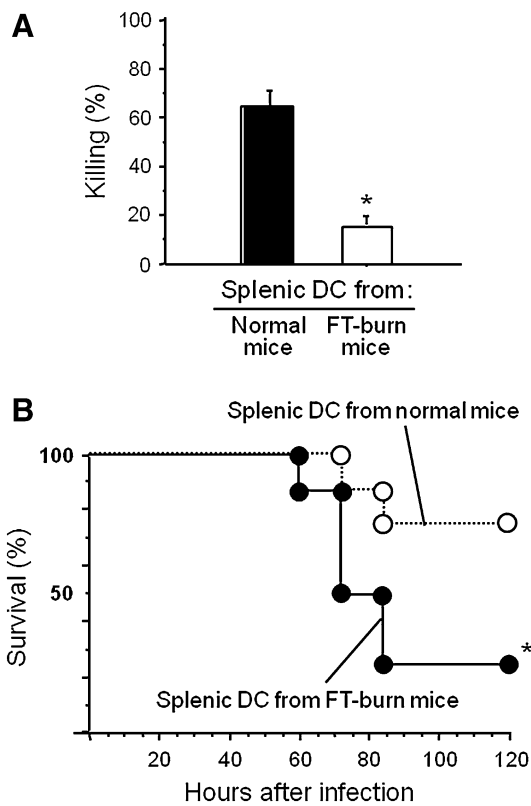 A
100
80
60
40
20
0
Killing (%)
*
Splenic DC from:
Normal mice
FT-burn mice
B
Splenic DC from normal mice
100
50
Survival (%)
*
Splenic DC from FT-burn mice
20 40 60 80 100 120
Hours after infection